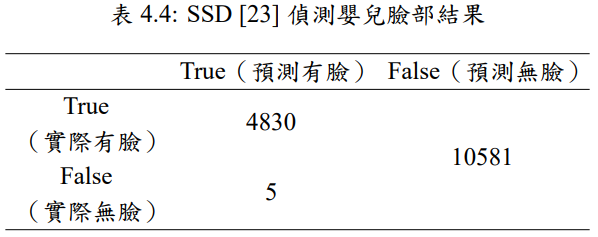 表 4.4: SSD [23] 偵測嬰兒臉部結果
True（預測有臉） False（預測無臉）
True
（實際有臉）
4830
10581
False
（實際無臉）
5